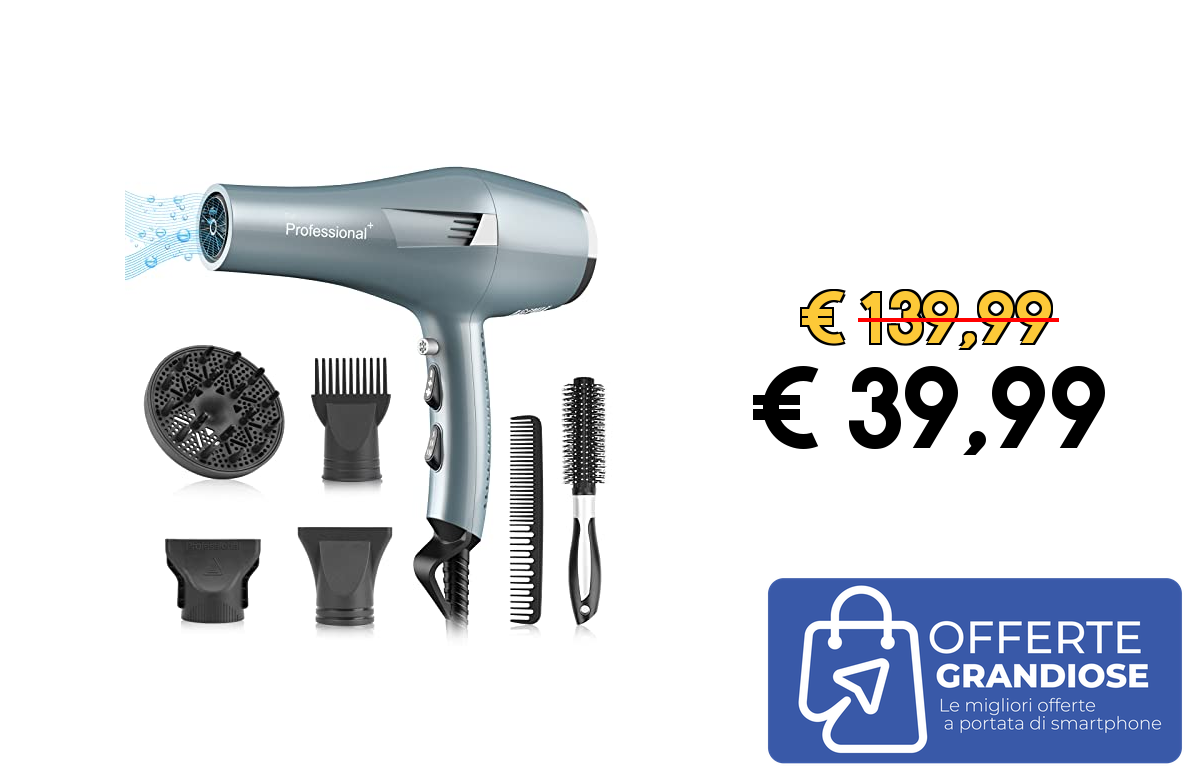 Professional+
€ 139,99
€ 39,99
OFFERTE
GRANDIOSE
Le migliori offerte
a portata di smartphone